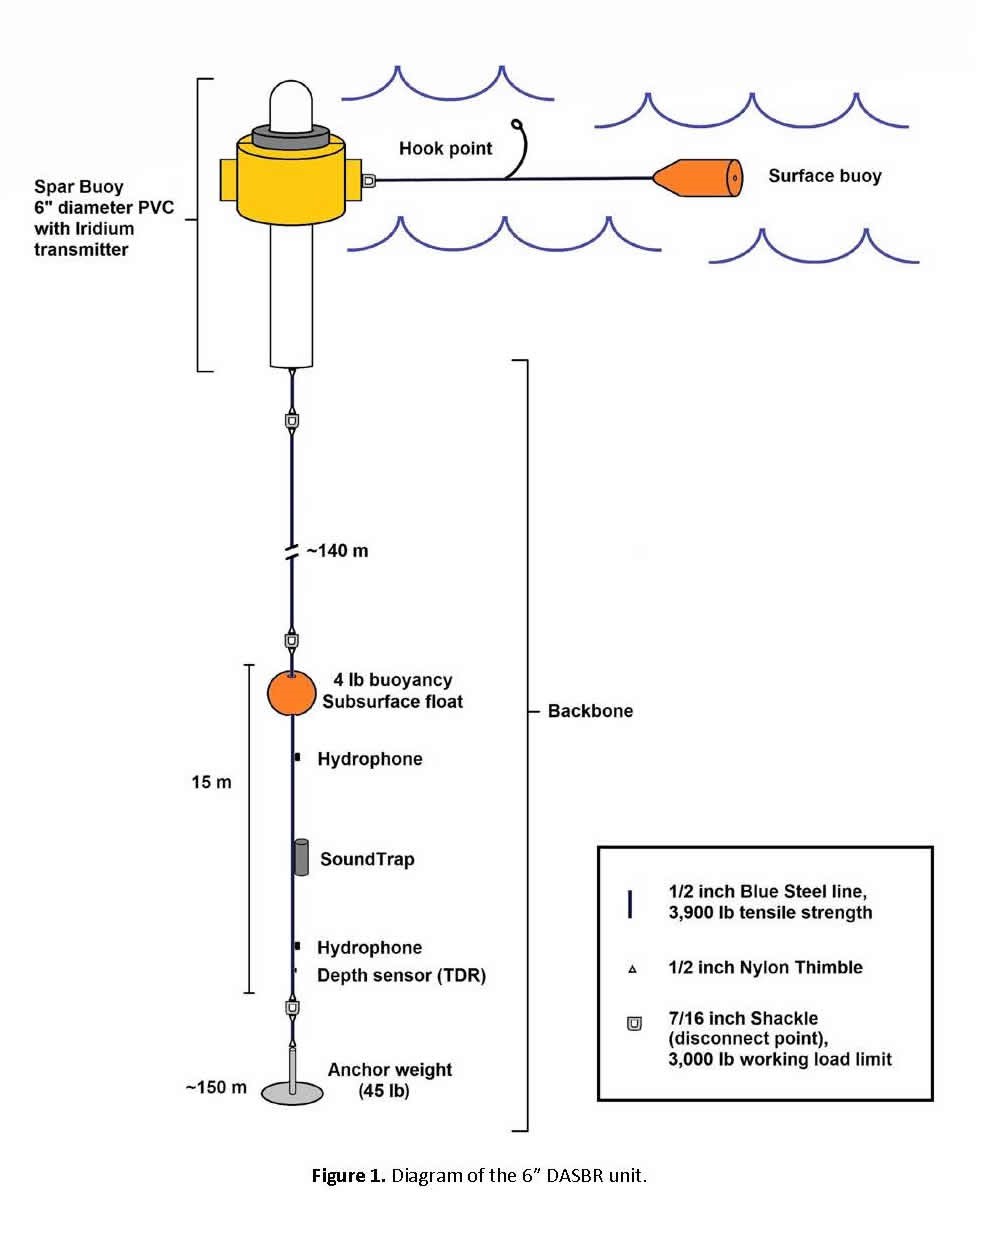 Hook point
Surface buoy
Spar Buoy
6" diameter PVC
with Iridium
transmitter
~140 m
4 lb buoyancy
Subsurface float
Backbone
Hydrophone
15 m
SoundTrap
Hydrophone
Depth sensor (TDR)
~150 m
Anchor weight
(45 lb)
1/2 inch Blue Steel line,
3,900 lb tensile strength
1/2 inch Nylon Thimble
7/16 inch Shackle
(disconnect point),
3,000 lb working load limit
Figure 1. Diagram of the 6” DASBR unit.